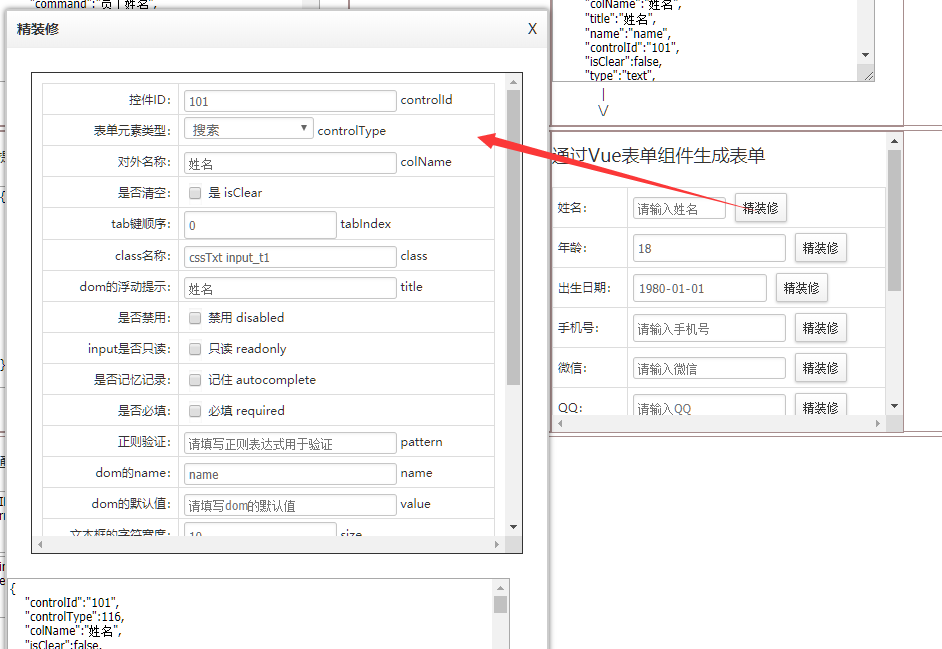 "command":"员｜姓名",
精装修
X
控件ID:
101
controlId
表单元素类型:
搜索
controlType
对外名称:
姓名
colName
是否清空:
是 isClear
tab键顺序:
0
tabIndex
class名称:
cssTxt input_t1
class
dom的浮动提示:
姓名
title
是否禁用:
禁用 disabled
input是否只读:
只读 readonly
是否记忆记录:
记住 autocomplete
是否必填:
必填 required
正则验证:
请填写正则表达式用于验证
pattern
dom的name:
name
name
dom的默认值:
请填写dom的默认值
value
文本框的字符宽度:
10
size
{
"controlId":"101",
"controlType":116,
"colName":"姓名",
"isClear":false,
"colName":"姓名",
"title":"姓名",
"name":"name",
"controlId":"101",
"isClear":false,
"type":"text",
|
V
通过Vue表单组件生成表单
姓名:
请输入姓名
精装修
年龄:
18
精装修
出生日期:
1980-01-01
精装修
手机号:
请输入手机号
精装修
微信:
请输入微信
精装修
QQ:
请输入QQ
精装修